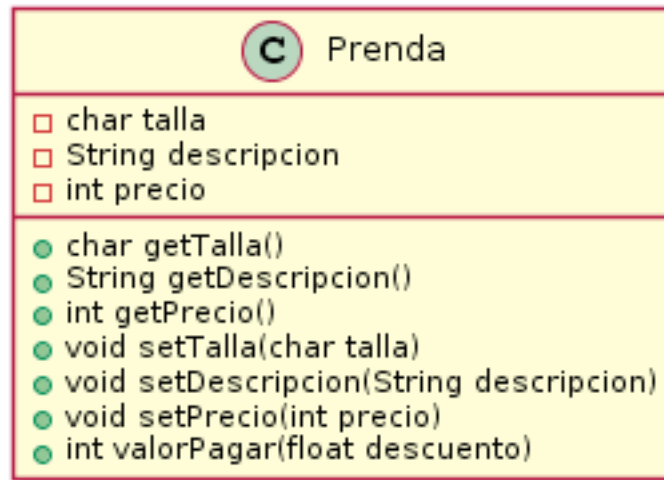 C Prenda
char talla
String descripcion
int precio
char getTalla()
String getDescripcion()
int getPrecio()
void setTalla(char talla)
void setDescripcion(String descripcion)
void setPrecio(int precio)
int valorPagar(float descuento)